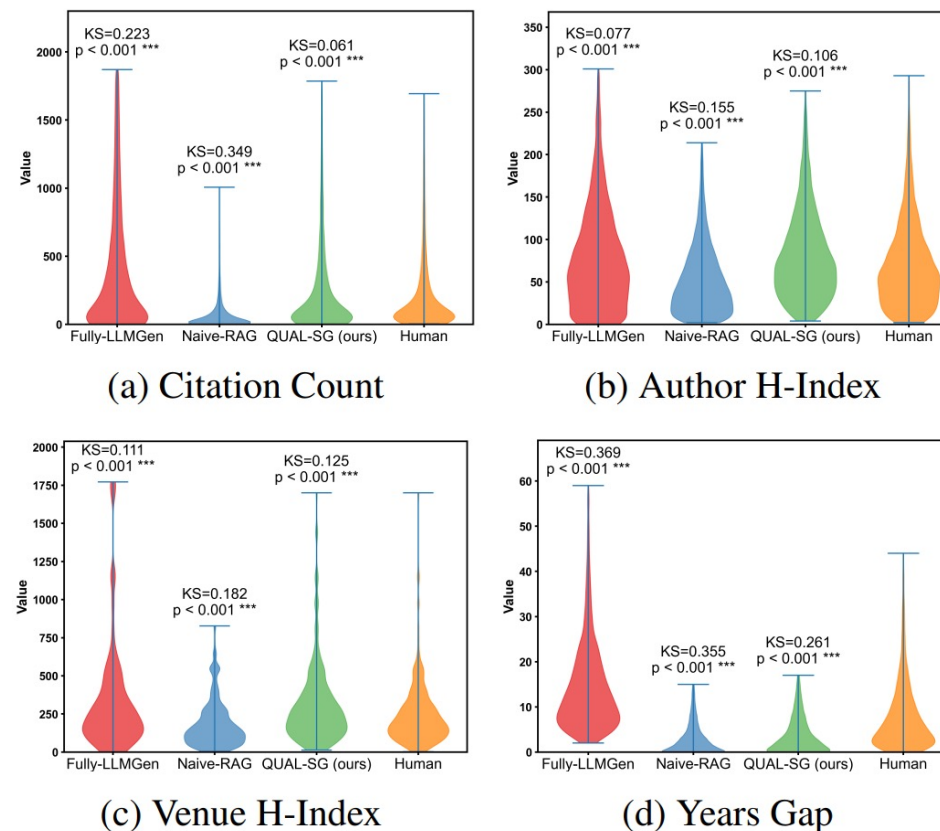 KS=0.223
p < 0.001 ***
KS=0.349
p < 0.001 ***
KS=0.061
p < 0.001 ***
Value
2000
1500
1000
500
0
Fully-LLMGen Naive-RAG QUAL-SG (ours) Human
(a) Citation Count
KS=0.077
p < 0.001 ***
KS=0.155
p < 0.001 ***
KS=0.106
p < 0.001 ***
Value
350
300
250
200
150
100
50
0
Fully-LLMGen Naive-RAG QUAL-SG (ours) Human
(b) Author H-Index
KS=0.111
p < 0.001 ***
KS=0.182
p < 0.001 ***
KS=0.125
p < 0.001 ***
Value
2000
1750
1500
1250
1000
750
500
250
0
Fully-LLMGen Naive-RAG QUAL-SG (ours) Human
(c) Venue H-Index
KS=0.369
p < 0.001 ***
KS=0.355
p < 0.001 ***
KS=0.261
p < 0.001 ***
Value
60
50
40
30
20
10
0
Fully-LLMGen Naive-RAG QUAL-SG (ours) Human
(d) Years Gap